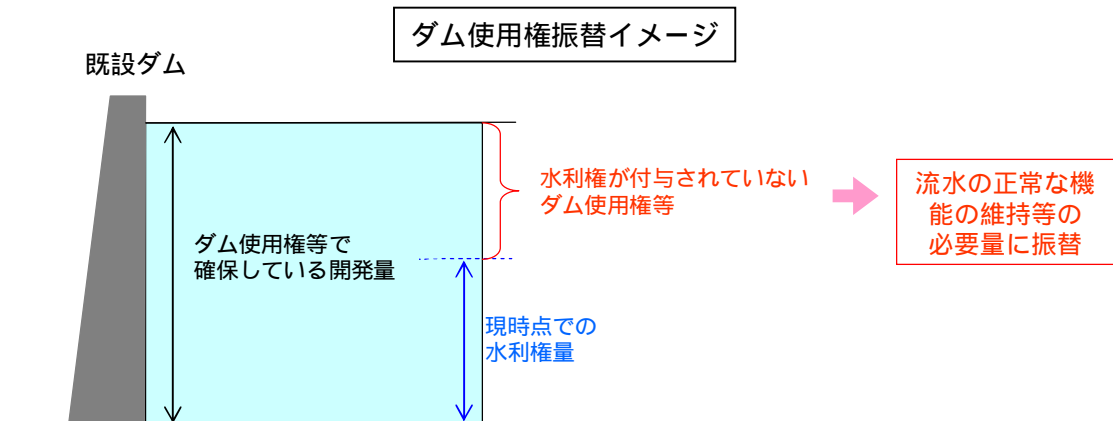 ダム使用権振替イメージ
既設ダム
水利権が付与されていない
ダム使用権等
流水の正常な機
能の維持等の
必要量に振替
ダム使用権等で
確保している開発量
現時点での
水利権量